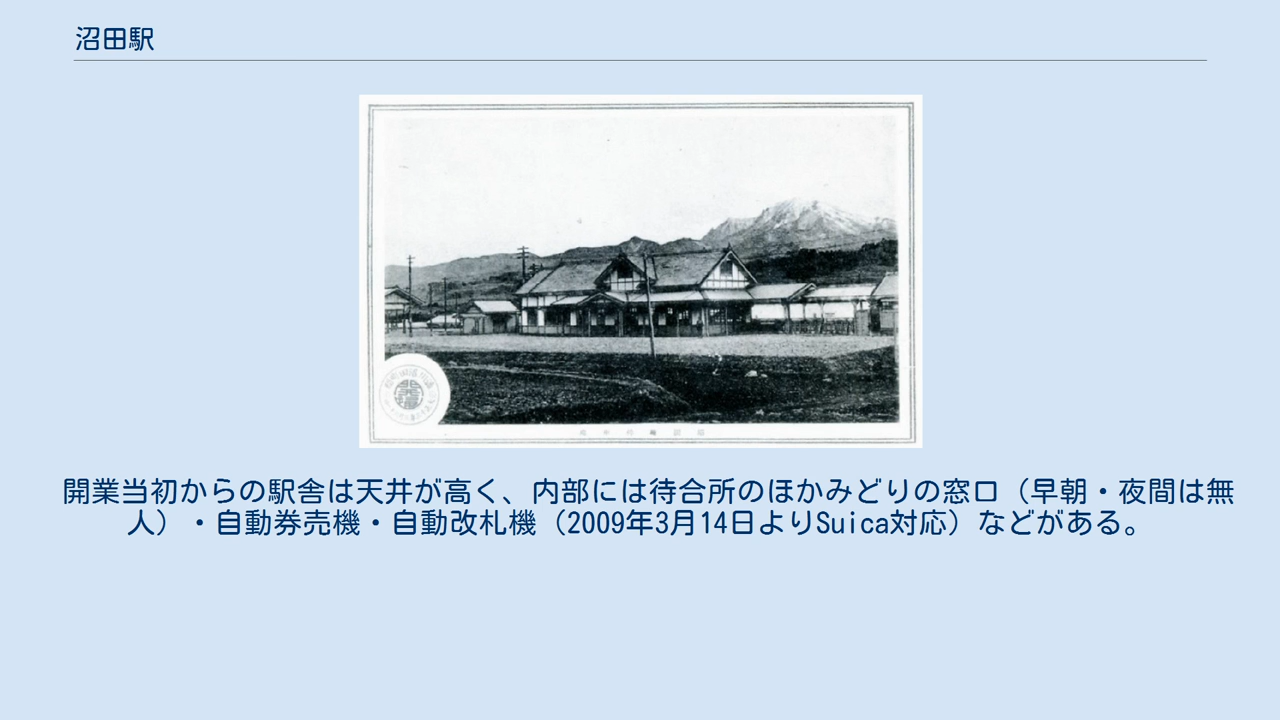 沼田駅
開業当初からの駅舎は天井が高く、内部には待合所のほかみどりの窓口（早朝・夜間は無
人）・自動券売機・自動改札機（2009年3月14日よりSuica対応）などがある。